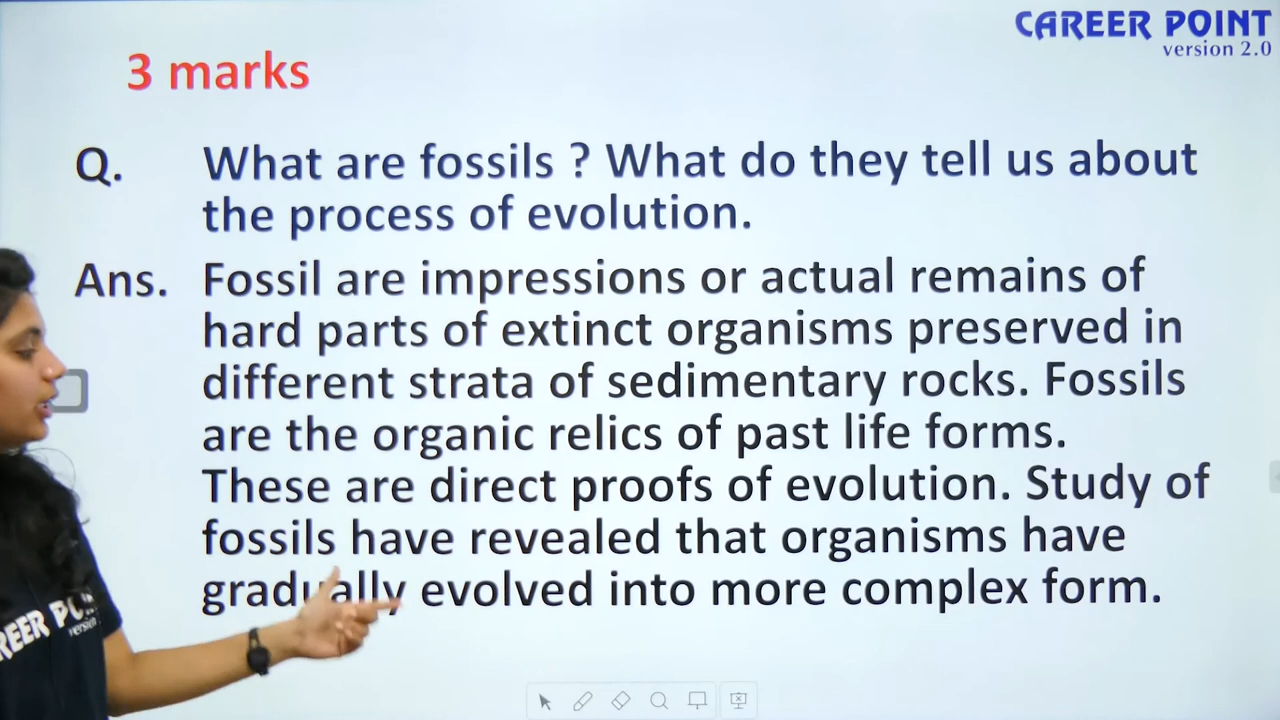 CAREER POINT
version 2.0
3 marks
Q. What are fossils ? What do they tell us about
the process of evolution.
Ans. Fossil are impressions or actual remains of
hard parts of extinct organisms preserved in
different strata of sedimentary rocks. Fossils
are the organic relics of past life forms.
These are direct proofs of evolution. Study of
fossils have revealed that organisms have
gradually evolved into more complex form.
version